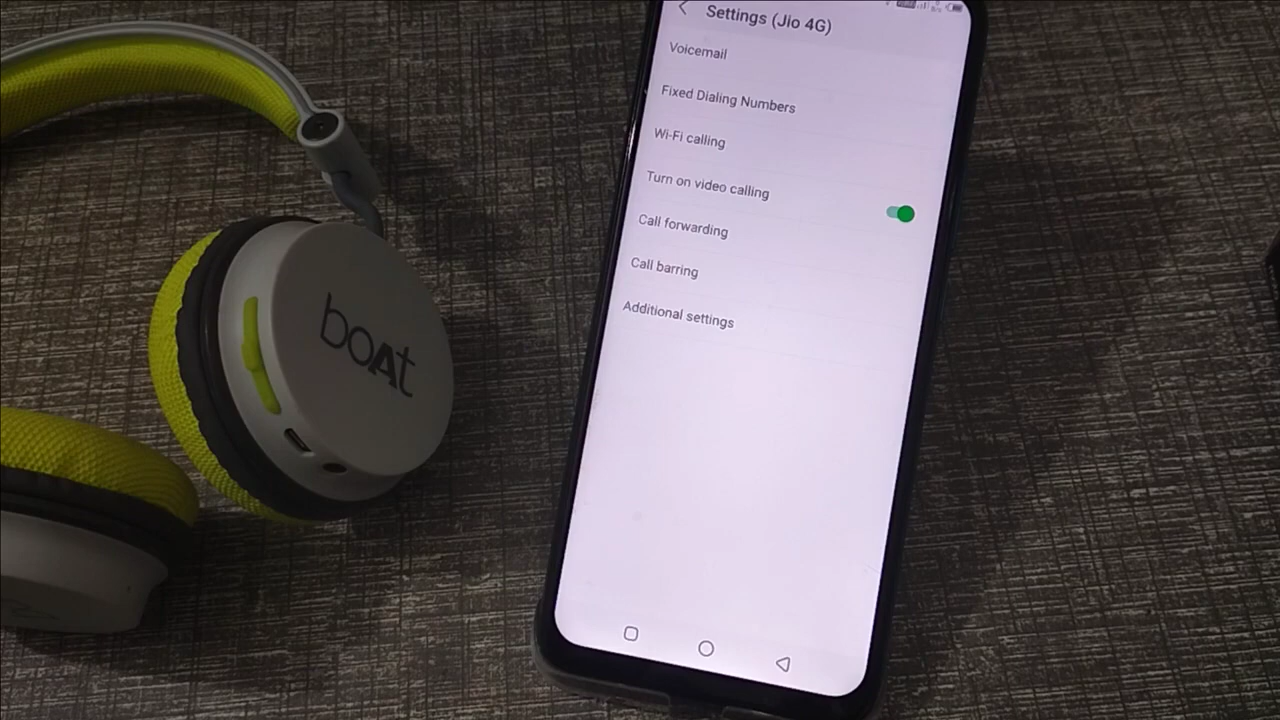 Settings (Jio 4G)
Voicemail
Fixed Dialing Numbers
Wi-Fi calling
Turn on video calling
Call forwarding
Call barring
Additional settings
boAt